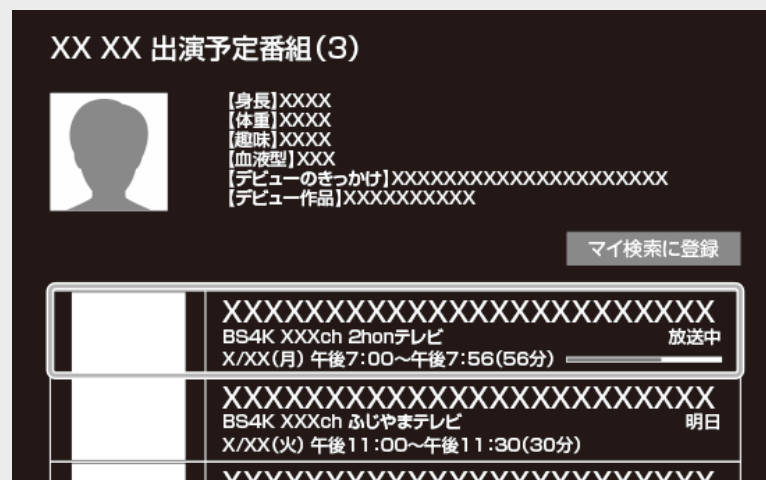 XX XX 出演予定番組(3)
【身長】XXXX
【体重】XXXX
【趣味】XXXX
【血液型】XXX
【デビューのきっかけ】XXXXXXXXXXXXXXXXXXXXX
【デビュー作品】XXXXXXXXXX
マイ検索に登録
XXXXXXXXXXXXXXXXXXXXXXXXXX
BS4K XXXch 2honテレビ 放送中
X/XX(月) 午後7:00～午後7:56(56分)
XXXXXXXXXXXXXXXXXXXXXXXXXX
BS4K XXXch ふじやまテレビ 明日
X/XX(火) 午後11:00～午後11:30(30分)
XXXXXXXXXXXXXXXXXXXXXXXXXX